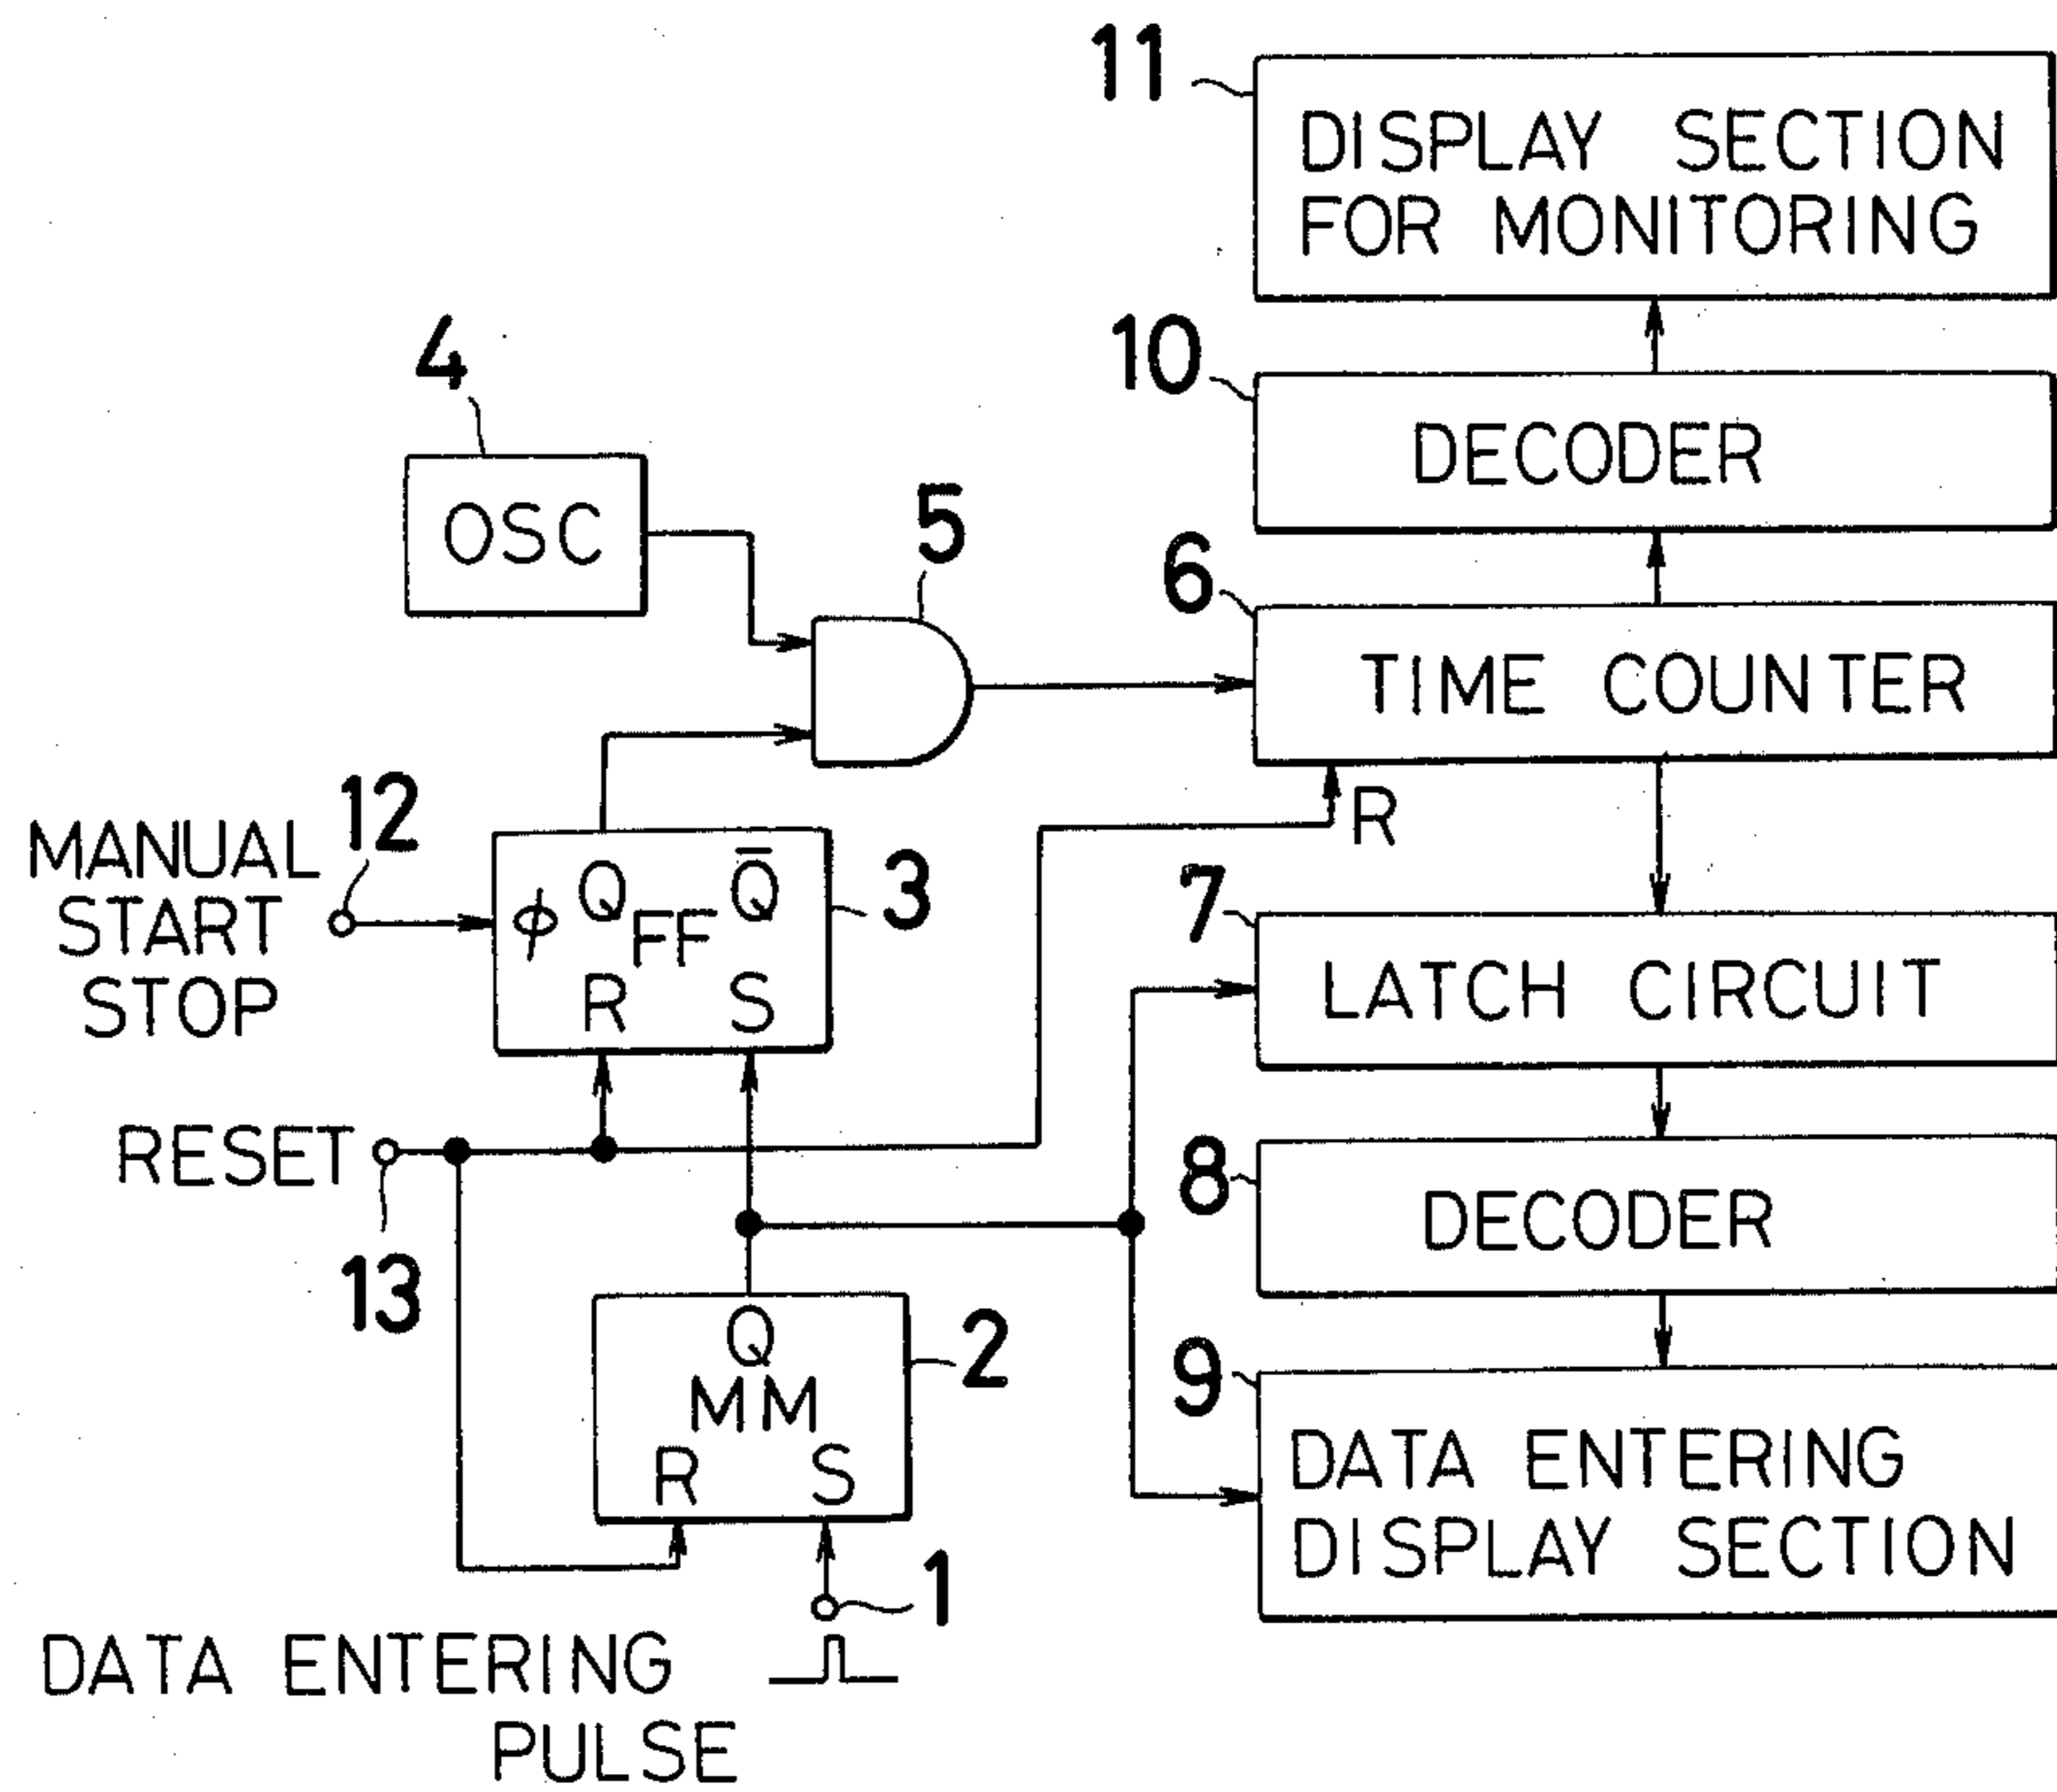 11
DISPLAY SECTION
FOR MONITORING
10
DECODER
4
OSC
5
6
TIME COUNTER
R
12
MANUAL
START
STOP
Q Q̅
φ FF
R S
3
7
LATCH CIRCUIT
RESET
13
8
DECODER
Q
MM
R S
2
9
DATA ENTERING
DISPLAY SECTION
1
DATA ENTERING
PULSE